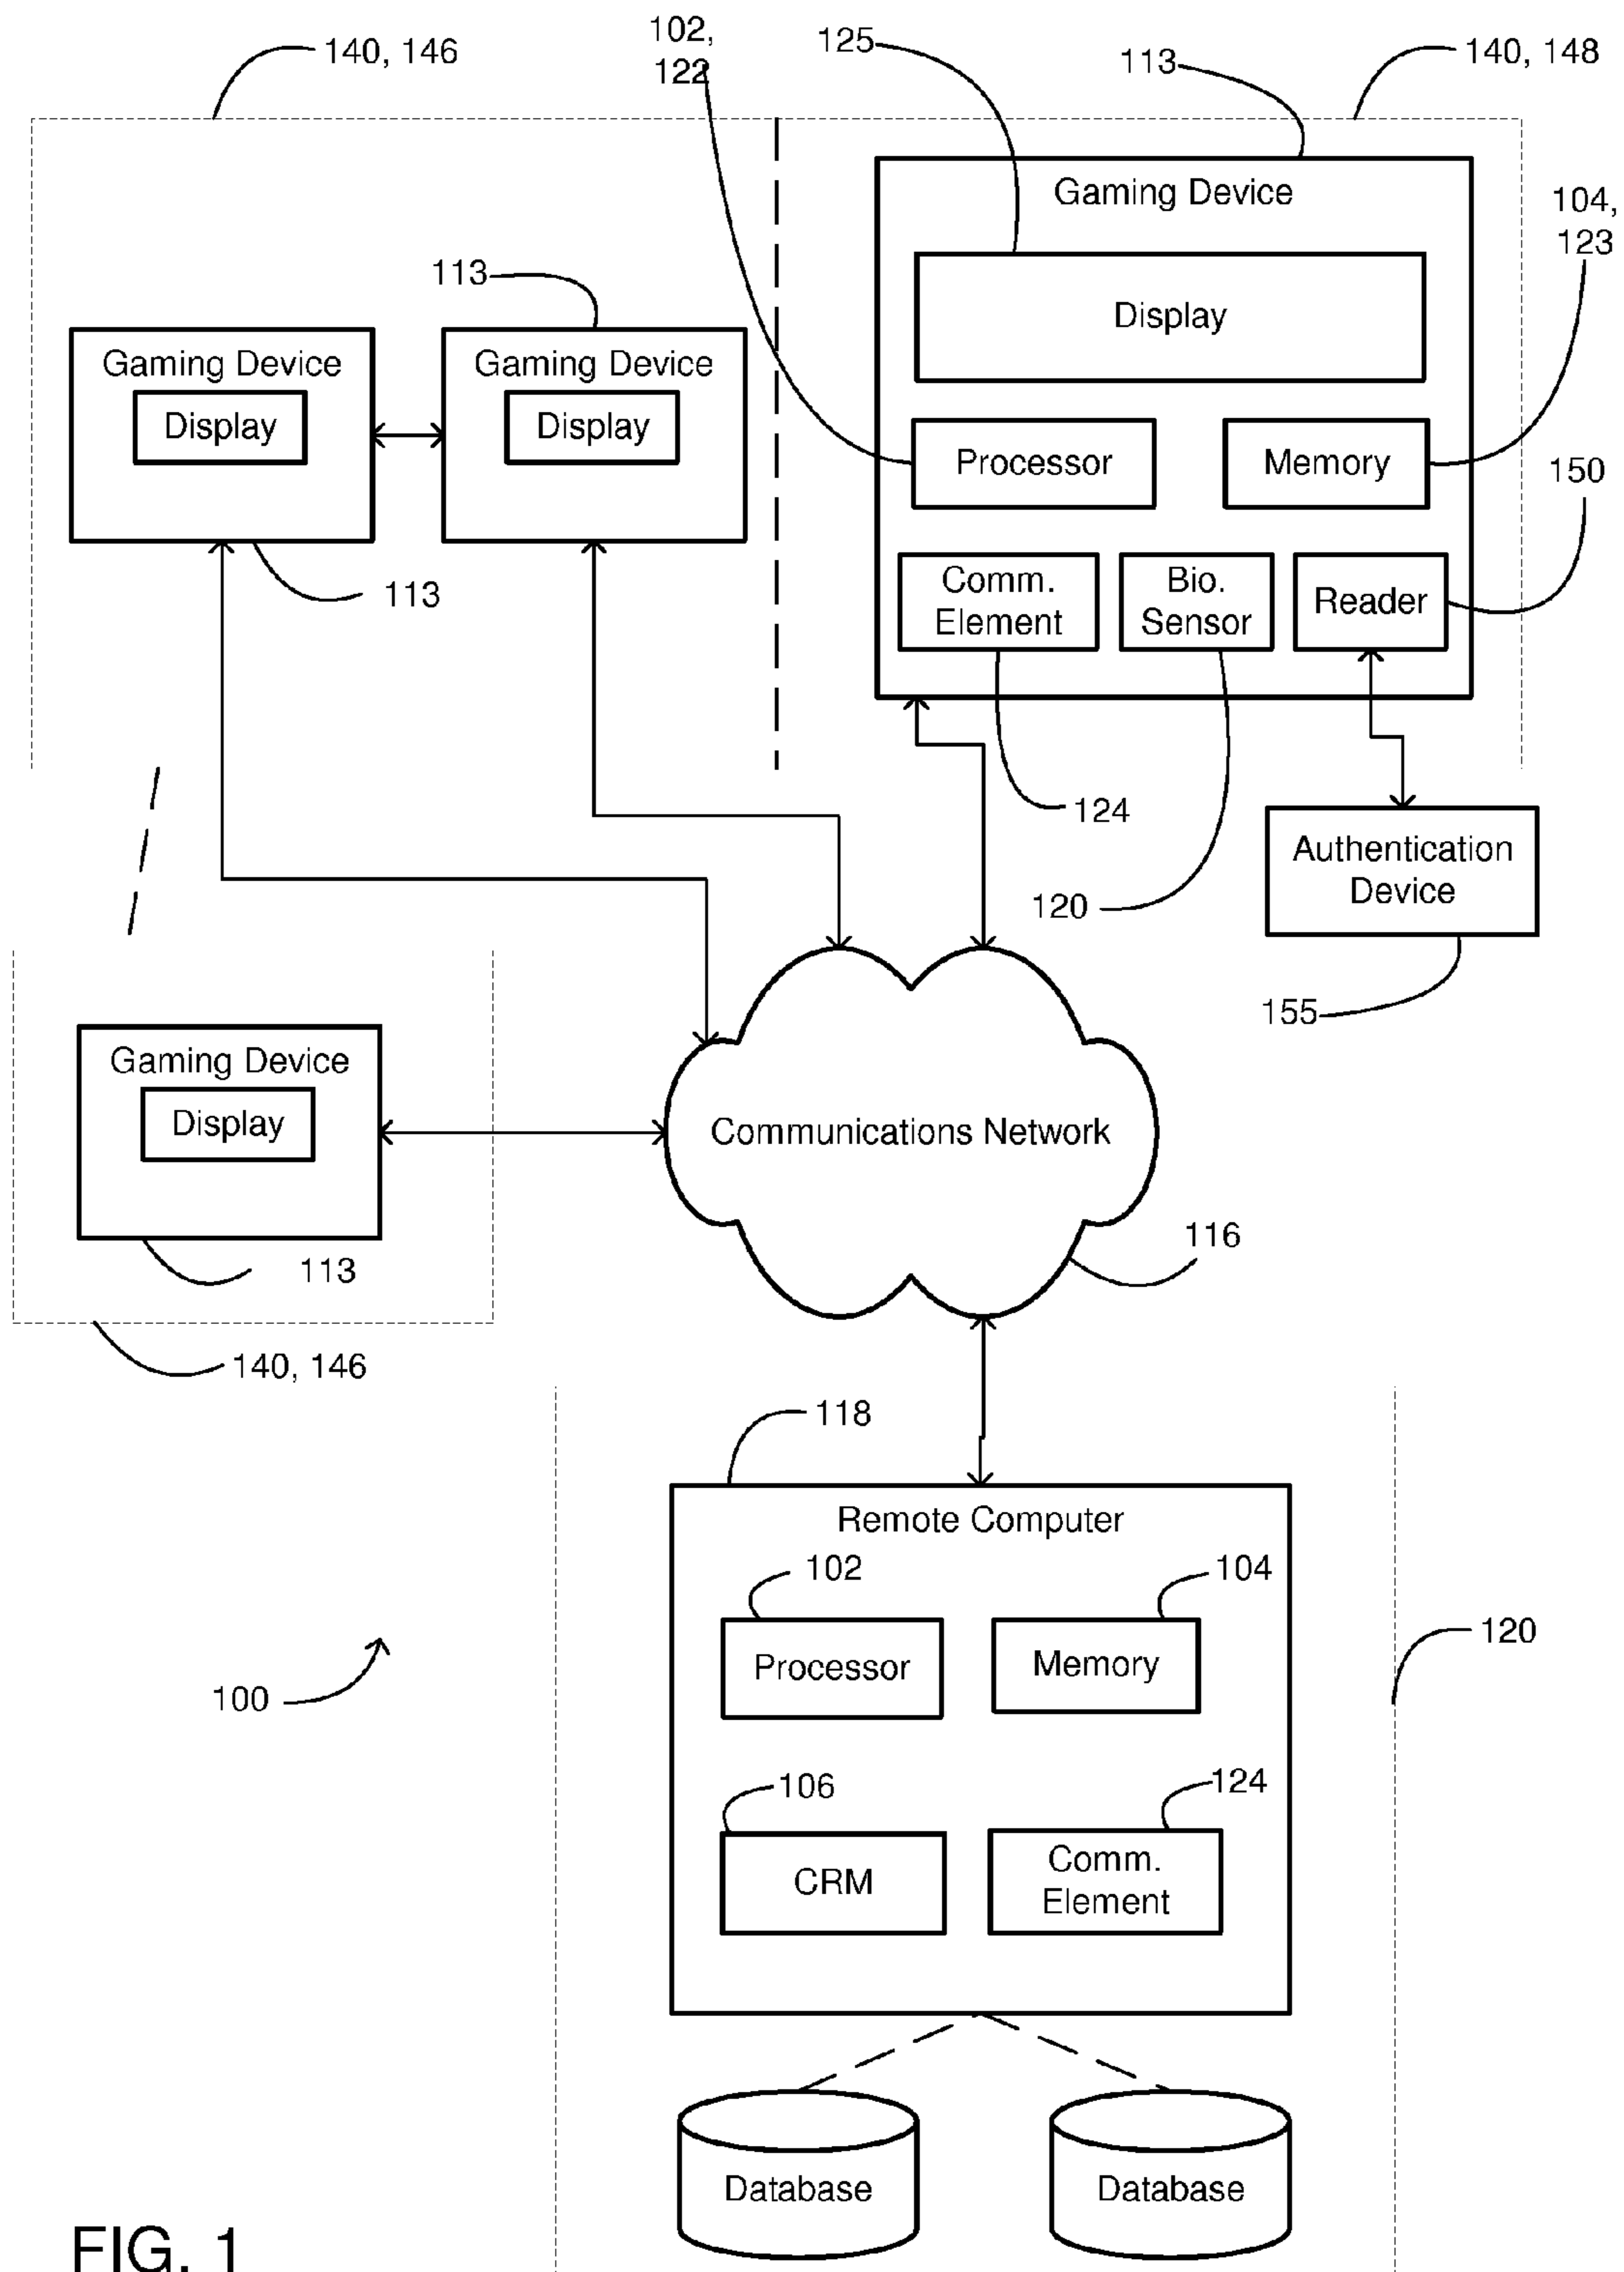 140, 146
102,
122
125
113
140, 148
Gaming Device
104,
123
Display
113
Gaming Device
Display
Gaming Device
Display
Processor
Memory
150
Comm.
Element
Bio.
Sensor
Reader
113
124
120
Authentication
Device
155
Gaming Device
Display
113
140, 146
Communications Network
116
118
Remote Computer
102
104
Processor
Memory
120
100
106
124
CRM
Comm.
Element
Database
Database
FIG. 1